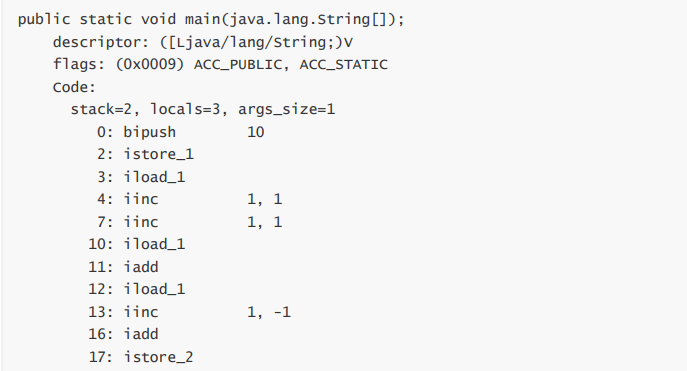 public static void main(java.lang.String[]);
descriptor: ([Ljava/lang/String;)V
flags: (0x0009) ACC_PUBLIC, ACC_STATIC
Code:
stack=2, locals=3, args_size=1
0: bipush 10
2: istore_1
3: iload_1
4: iinc 1, 1
7: iinc 1, 1
10: iload_1
11: iadd
12: iload_1
13: iinc 1, -1
16: iadd
17: istore_2